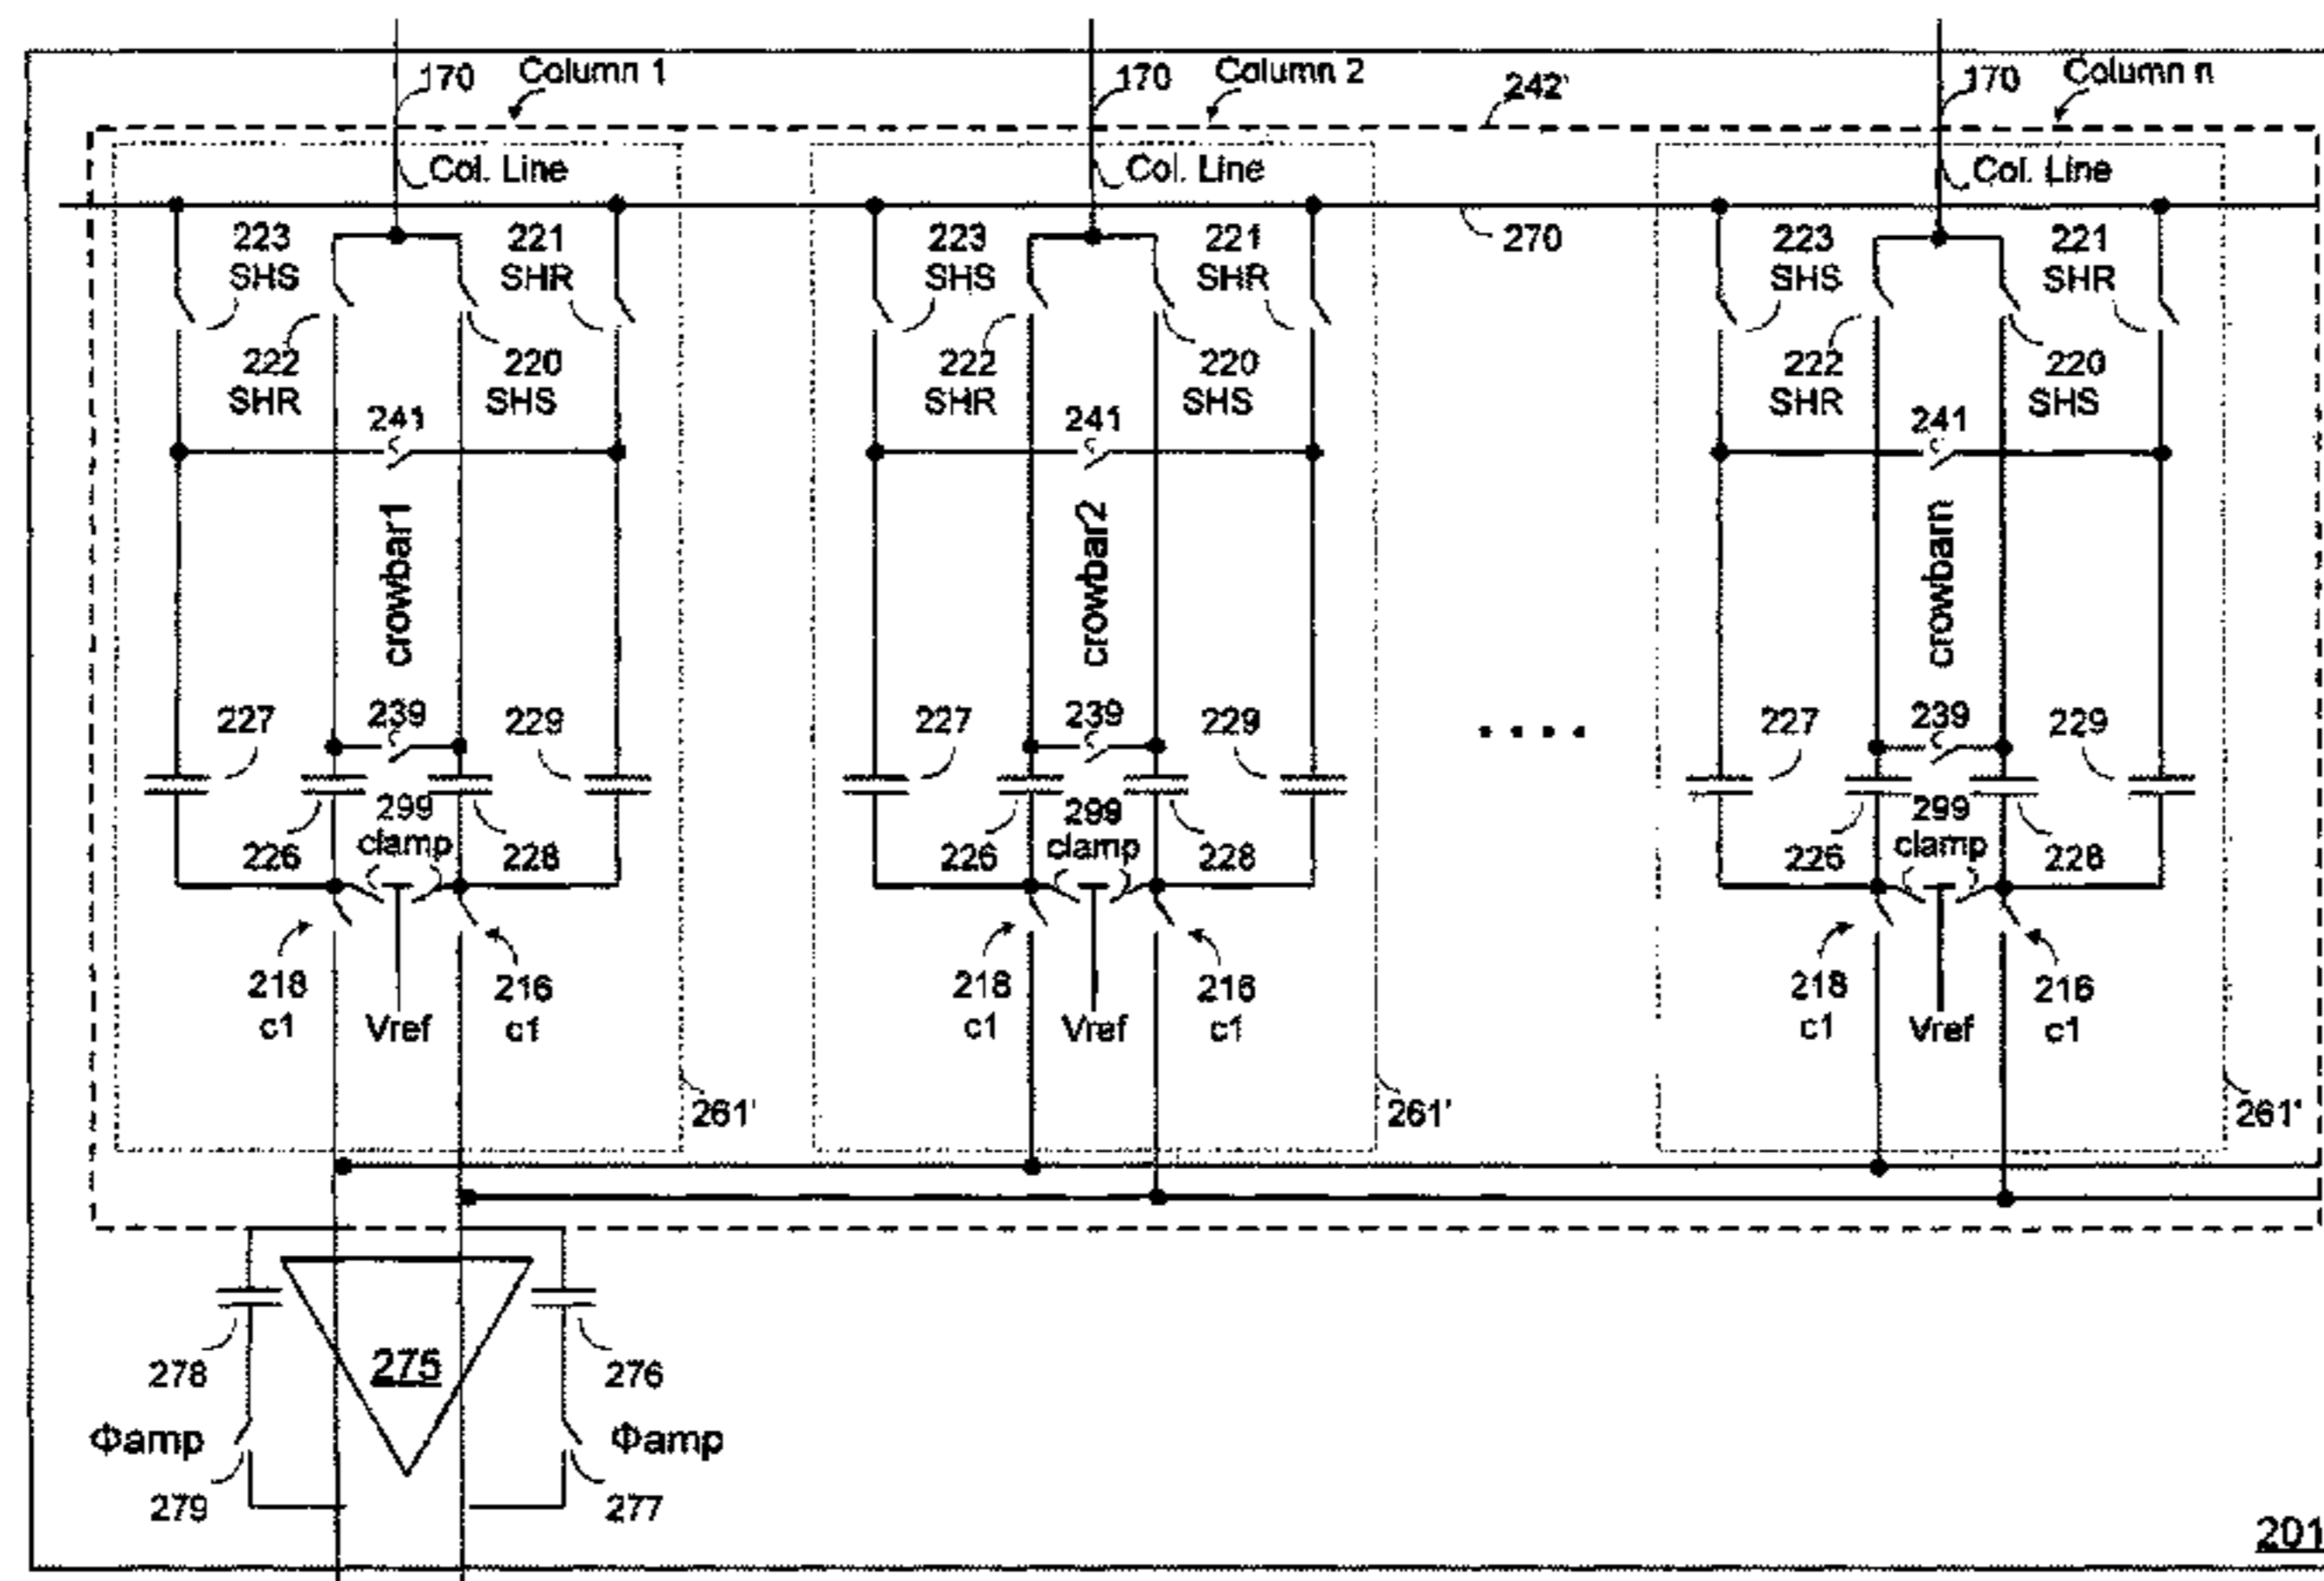 170 Column 1 170 Column 2 242' 170 Column n
Col. Line Col. Line Col. Line
223 SHS 221 SHR 223 SHS 221 SHR 270 223 SHS 221 SHR
222 SHR 220 SHS 222 SHR 220 SHS 222 SHR 220 SHS
241 241 241
crowbar1 crowbar2 crowbarn
227 239 229 227 239 229 . . . . 227 239 229
299 299 299
226 clamp 228 226 clamp 228 226 clamp 228
218 216 218 216 218 216
c1 Vref c1 c1 Vref c1 c1 Vref c1
261' 261' 261'
278 275 276
Φamp Φamp
279 277
201